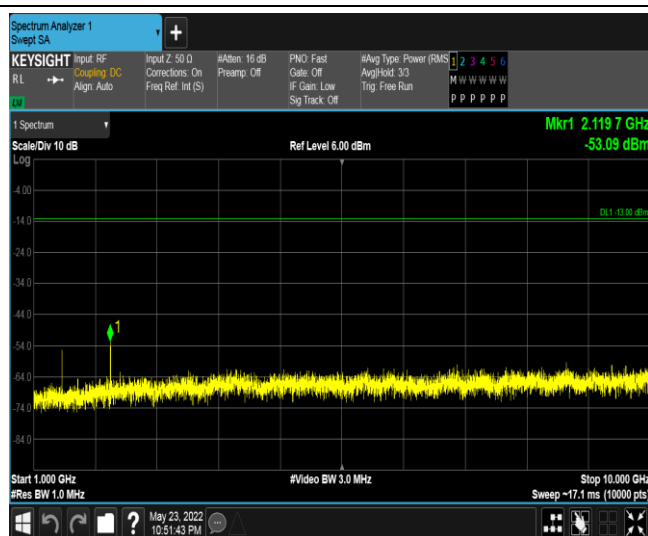 Spectrum Analyzer 1
Swept SA
KEYSIGHT
RL
LM
Input: RF
Coupling: DC
Align: Auto
Input Z: 50 Ω
Corrections: On
Freq Ref: Int (S)
#Atten: 16 dB
Preamp: Off
PNO: Fast
Gate: Off
IF Gain: Low
Sig Track: Off
#Avg Type: Power (RMS
Avg|Hold: 3/3
Trig: Free Run
1 2 3 4 5 6
M W W W W W
P P P P P P
1 Spectrum
Scale/Div 10 dB
Ref Level 6.00 dBm
Mkr1 2.119 7 GHz
-53.09 dBm
Log
-4.00
-14.0
-24.0
-34.0
-44.0
-54.0
-64.0
-74.0
-84.0
DL1 -13.00 dBm
1
Start 1.000 GHz
#Video BW 3.0 MHz
Stop 10.000 GHz
#Res BW 1.0 MHz
Sweep ~17.1 ms (10000 pts)
?
May 23, 2022
10:51:43 PM